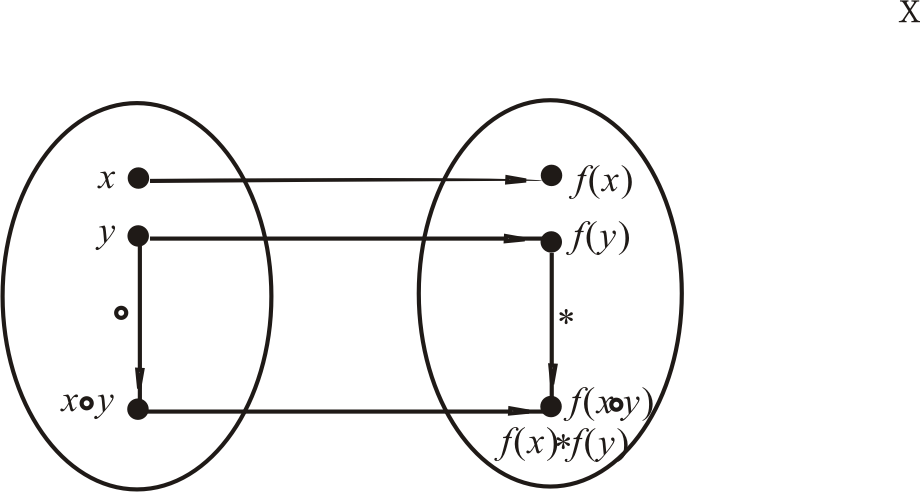 X
x f(x)
y f(y)
∘ *
x∘y f(x∘y)
f(x)*f(y)